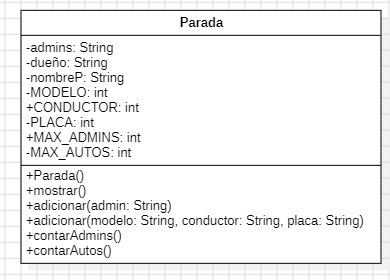 Parada
-admins: String
-dueño: String
-nombreP: String
-MODELO: int
+CONDUCTOR: int
-PLACA: int
+MAX_ADMINS: int
-MAX_AUTOS: int
+Parada()
+mostrar()
+adicionar(admin: String)
+adicionar(modelo: String, conductor: String, placa: String)
+contarAdmins()
+contarAutos()